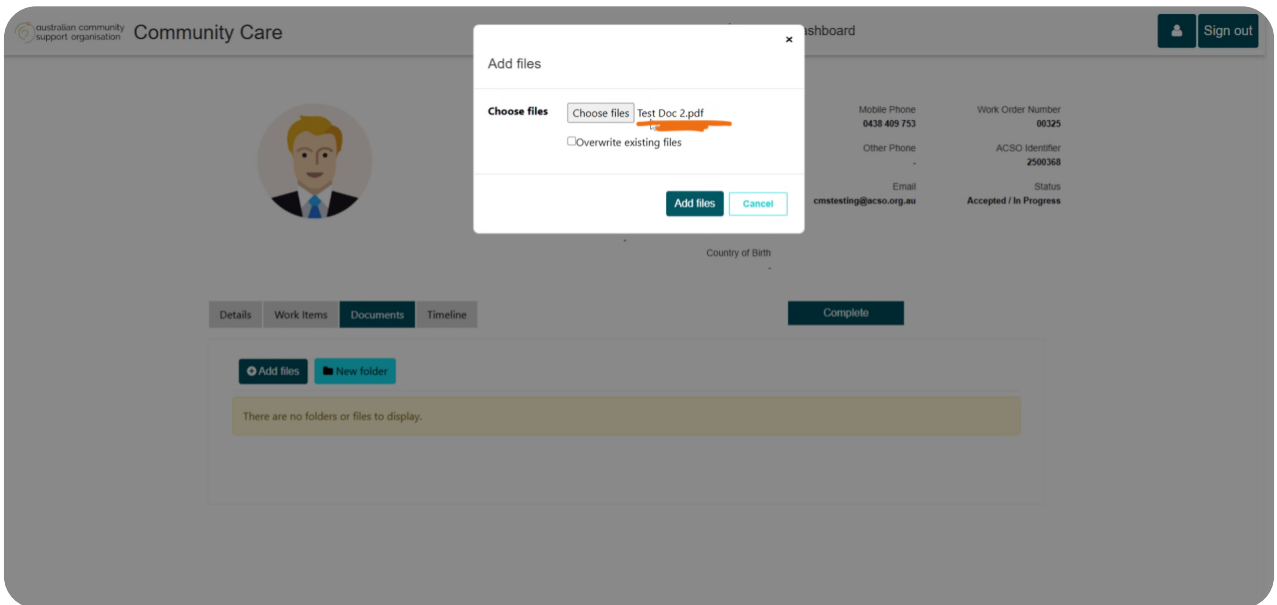 australian community
support organisation
Community Care
Sign out
×
Add files
Choose files
Choose files Test Doc 2.pdf
Overwrite existing files
Add files
Cancel
Mobile Phone
0438 409 753
Work Order Number
00325
Other Phone
-
ACSO Identifier
2500368
Email
cmstesting@acso.org.au
Status
Accepted / In Progress
-
Country of Birth
-
Details
Work Items
Documents
Timeline
Complete
Add files
New folder
There are no folders or files to display.